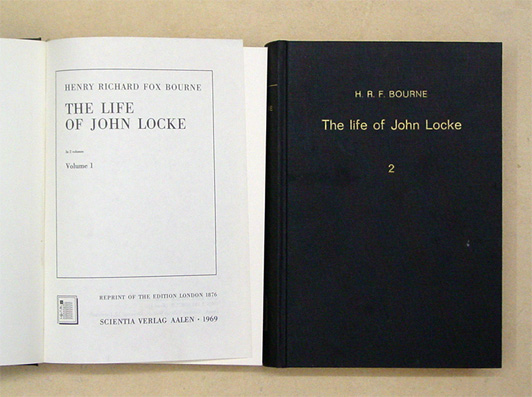 HENRY RICHARD FOX BOURNE
THE LIFE
OF JOHN LOCKE
In 2 volumes
Volume 1
REPRINT OF THE EDITION LONDON 1876
SCIENTIA VERLAG AALEN · 1969
H. R. F. BOURNE
The life of John Locke
2